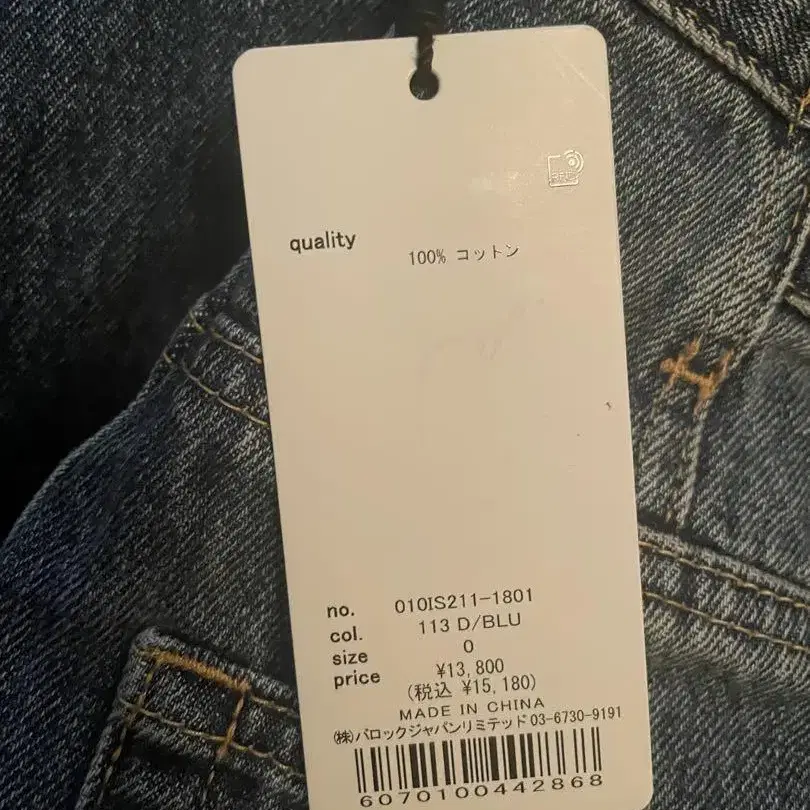 quality 100% コットン
no. 010IS211-1801
col. 113 D/BLU
size 0
price ¥13,800
(税込 ¥15,180)
MADE IN CHINA
㈱バロックジャパンリミテッド 03-6730-9191
6070100442868